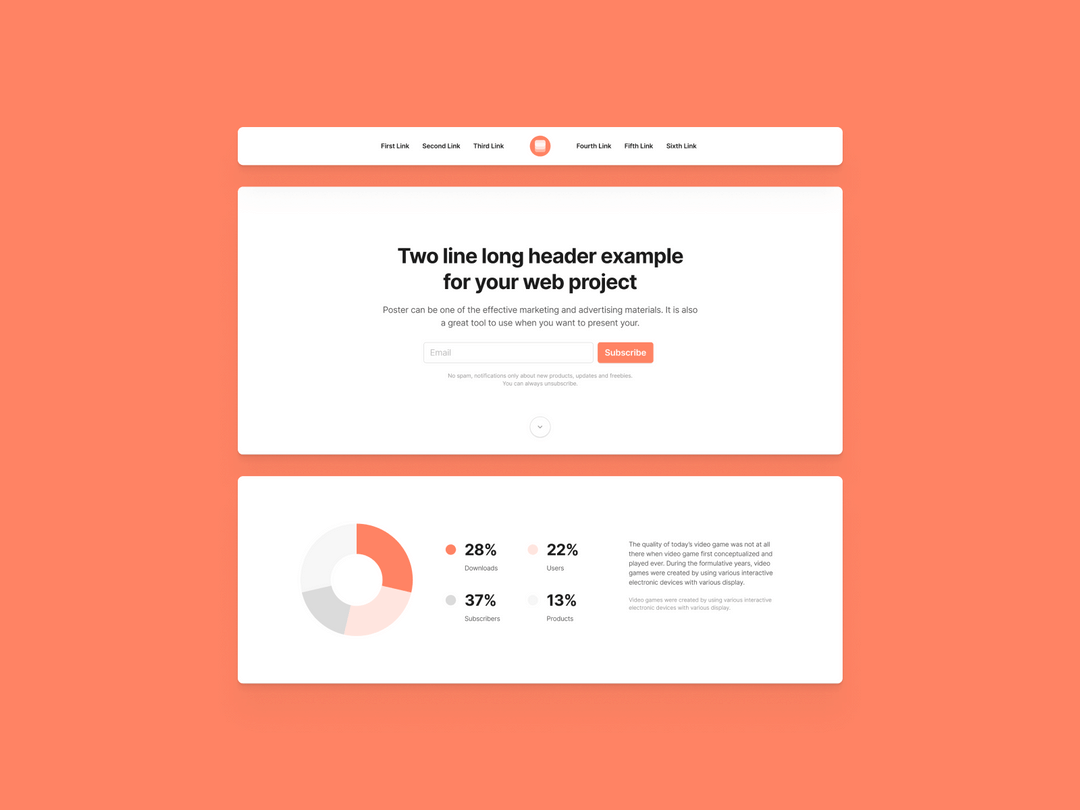 First Link Second Link Third Link Fourth Link Fifth Link Sixth Link
Two line long header example
for your web project
Poster can be one of the effective marketing and advertising materials. It is also
a great tool to use when you want to present your.
Email Subscribe
No spam, notifications only about new products, updates and freebies.
You can always unsubscribe.
28% 22%
Downloads Users
37% 13%
Subscribers Products
The quality of today's video game was not at all
there when video game first conceptualized and
played ever. During the formulative years, video
games were created by using various interactive
electronic devices with various display.
Video games were created by using various interactive
electronic devices with various display.